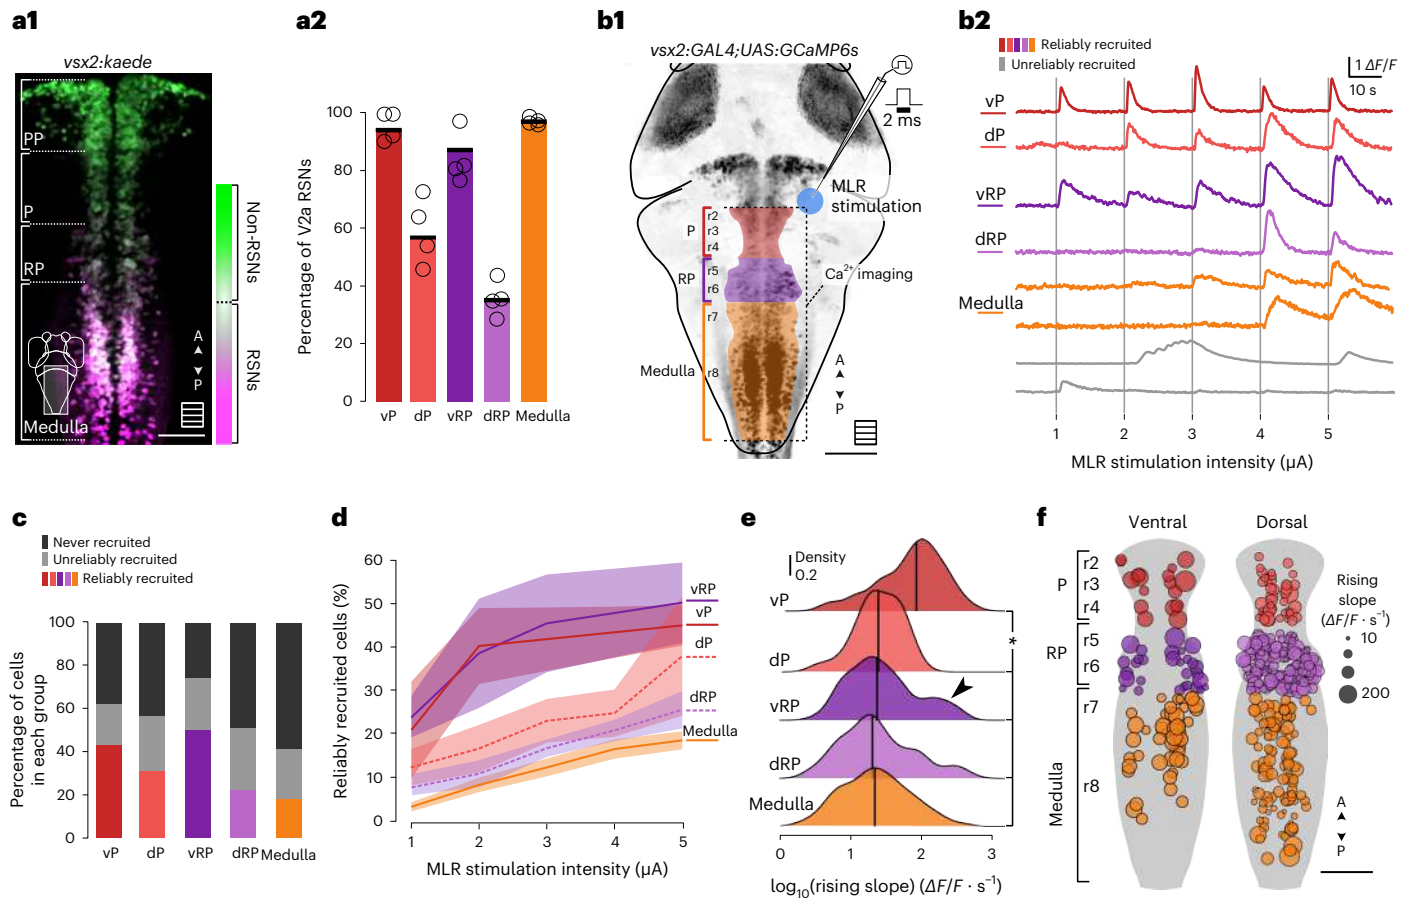 a1
vsx2:kaede
PP
P
RP
Medulla
A
P
Non-RSNs
RSNs
a2
Percentage of V2a RSNs
100
80
60
40
20
0
vP
dP
vRP
dRP
Medulla
b1
vsx2:GAL4;UAS:GCaMP6s
2 ms
MLR
stimulation
P
r2
r3
r4
RP
r5
r6
Ca2+ imaging
r7
Medulla
r8
A
P
b2
Reliably recruited
Unreliably recruited
1 ΔF/F
10 s
vP
dP
vRP
dRP
Medulla
1 2 3 4 5
MLR stimulation intensity (μA)
c
Never recruited
Unreliably recruited
Reliably recruited
Percentage of cells
in each group
100
80
60
40
20
0
vP dP vRP dRP Medulla
d
Reliably recruited cells (%)
60
50
40
30
20
10
0
vRP
vP
dP
dRP
Medulla
1 2 3 4 5
MLR stimulation intensity (μA)
e
Density
0.2
vP
dP
vRP
dRP
Medulla
*
0 1 2 3
log10(rising slope) (ΔF/F · s−1)
f
Ventral
Dorsal
P
r2
r3
r4
RP
r5
r6
r7
Medulla
r8
Rising
slope
(ΔF/F · s−1)
10
200
A
P